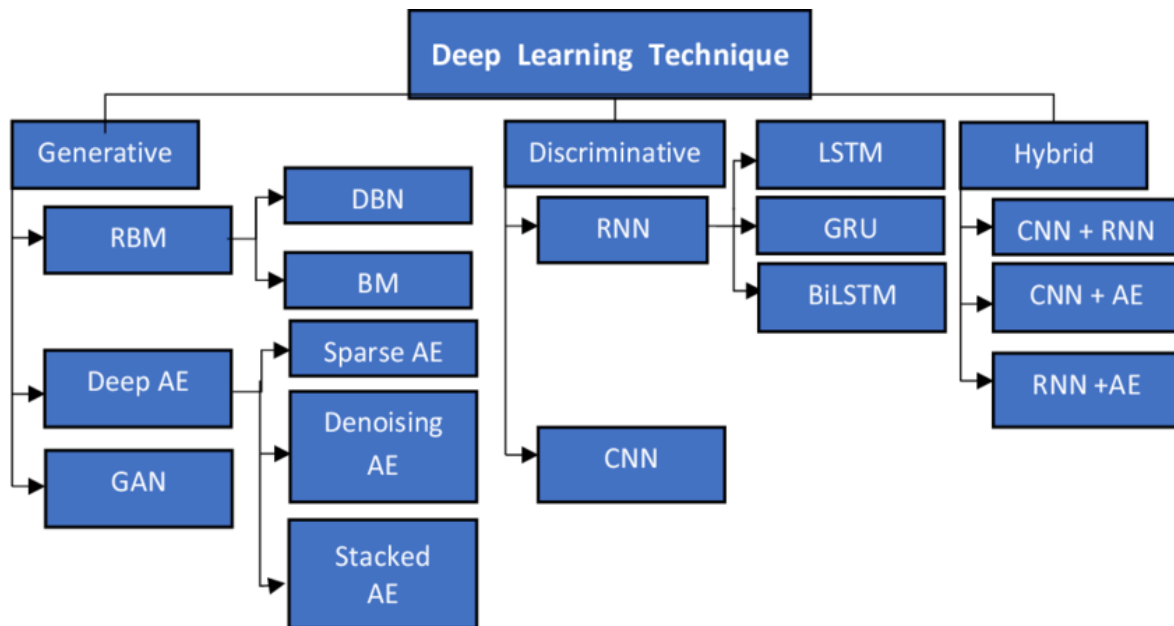 Deep Learning Technique
Generative
RBM
DBN
BM
Deep AE
Sparse AE
Denoising
AE
Stacked
AE
GAN
Discriminative
RNN
LSTM
GRU
BiLSTM
CNN
Hybrid
CNN + RNN
CNN + AE
RNN +AE